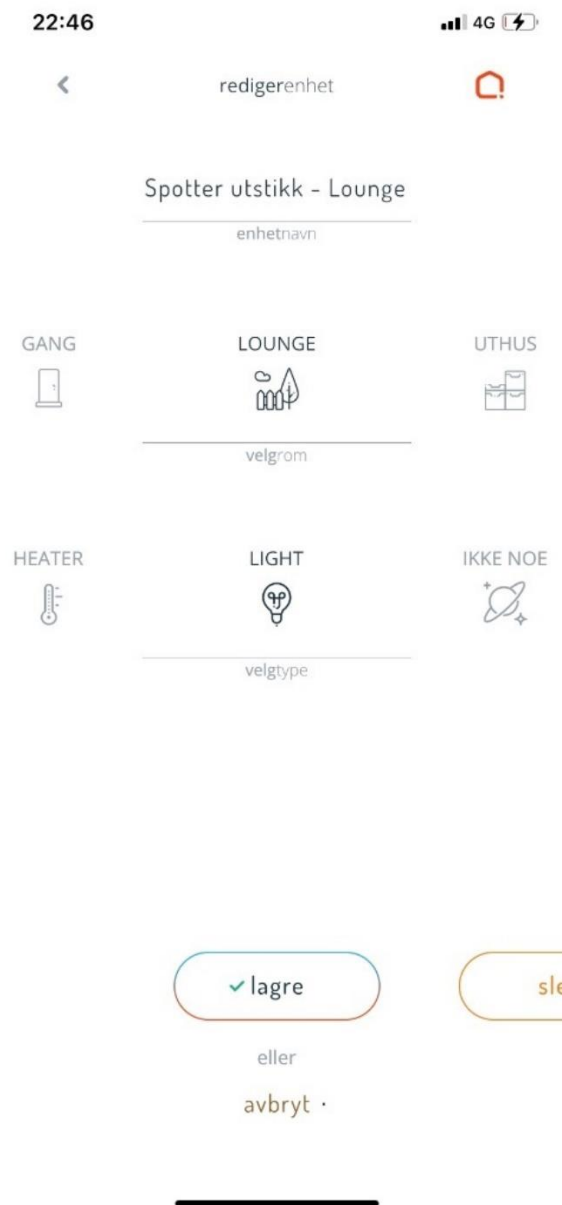 22:46 4G
redigerenhet
Spotter utstikk - Lounge
enhetnavn
GANG LOUNGE UTHUS
velgrom
HEATER LIGHT IKKE NOE
velgtype
lagre sle
eller
avbryt ·